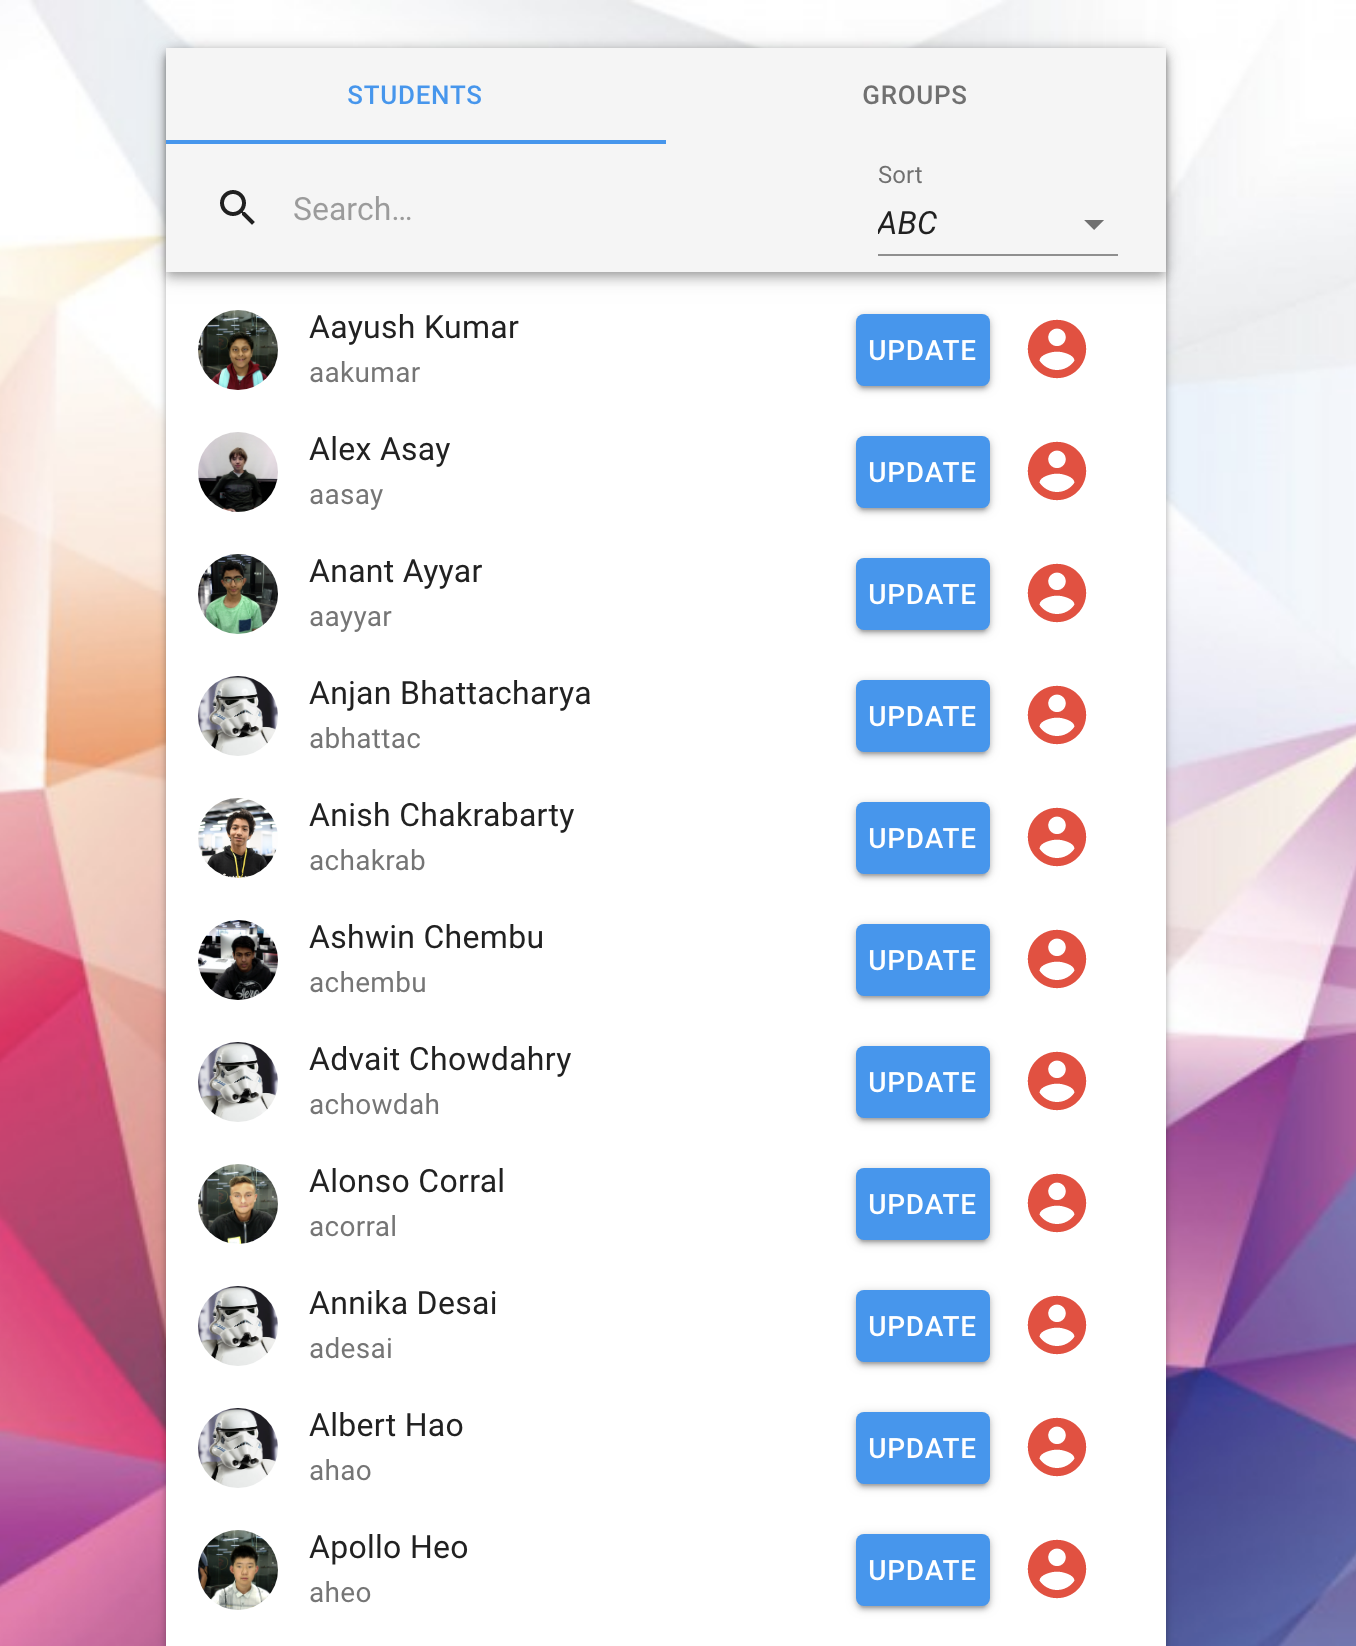 STUDENTS GROUPS
Sort
Search...
ABC
Aayush Kumar
aakumar
UPDATE
Alex Asay
aasay
UPDATE
Anant Ayyar
aayyar
UPDATE
Anjan Bhattacharya
abhattac
UPDATE
Anish Chakrabarty
achakrab
UPDATE
Ashwin Chembu
achembu
UPDATE
Advait Chowdahry
achowdah
UPDATE
Alonso Corral
acorral
UPDATE
Annika Desai
adesai
UPDATE
Albert Hao
ahao
UPDATE
Apollo Heo
aheo
UPDATE